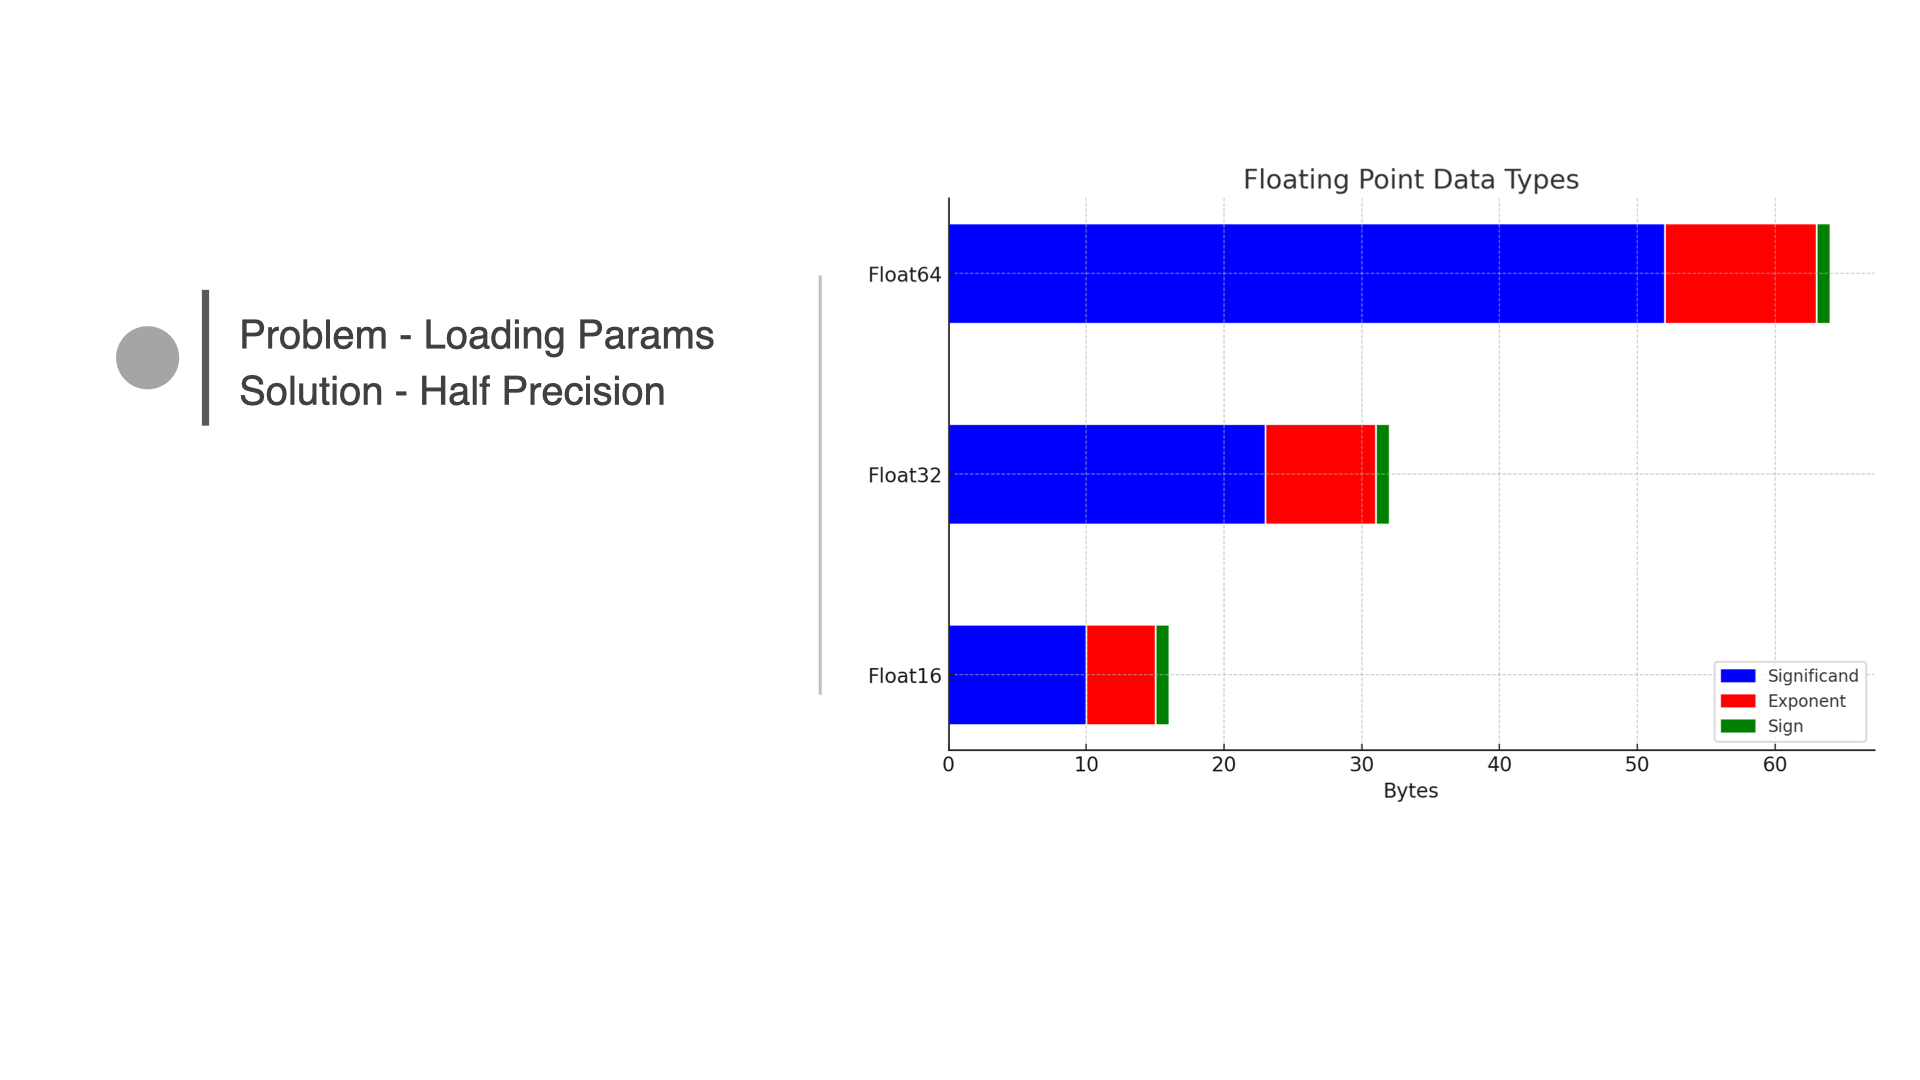 Problem - Loading Params
Solution - Half Precision
Floating Point Data Types
Float64
Float32
Float16
Significand
Exponent
Sign
0 10 20 30 40 50 60
Bytes